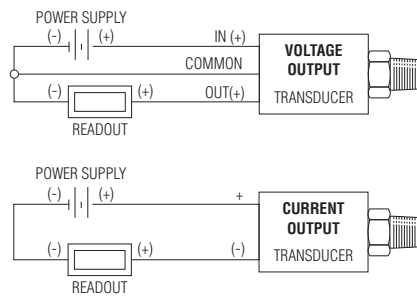 POWER SUPPLY
(-) (+) IN (+)
COMMON
(-) (+) OUT(+)
READOUT
VOLTAGE
OUTPUT
TRANSDUCER
POWER SUPPLY
(-) (+) +
(-) (+) (-)
READOUT
CURRENT
OUTPUT
TRANSDUCER